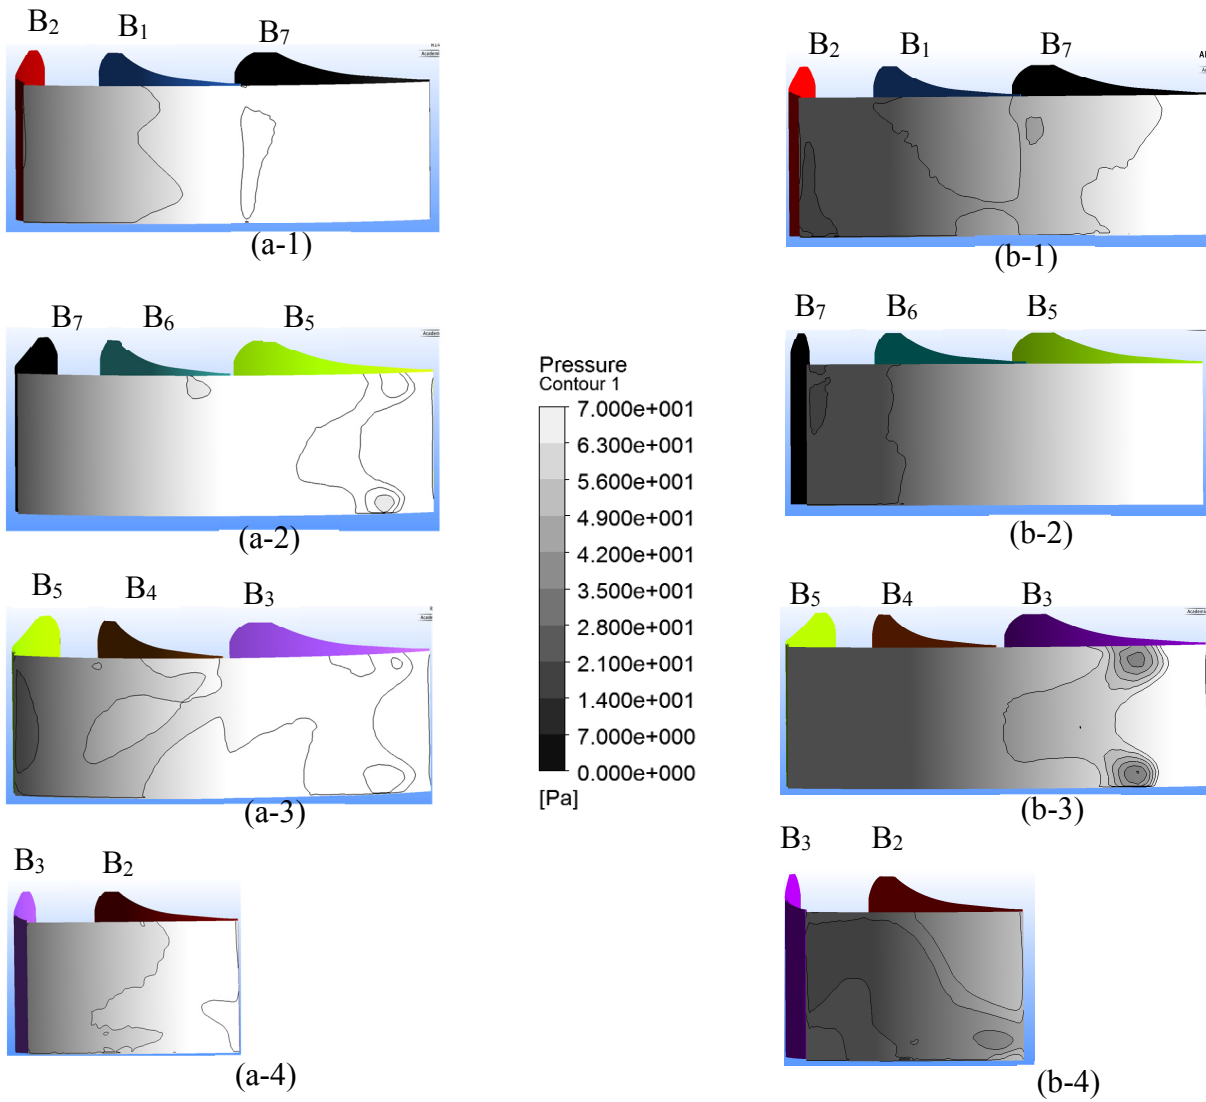 B2 B1 B7
B2 B1 B7
Academ
(a-1)
(b-1)
B7 B6 B5
B7 B6 B5
Academ
(a-2)
(b-2)
Pressure
Contour 1
7.000e+001
6.300e+001
5.600e+001
4.900e+001
4.200e+001
3.500e+001
2.800e+001
2.100e+001
1.400e+001
7.000e+000
0.000e+000
[Pa]
B5 B4 B3
B5 B4 B3
Academ
(a-3)
(b-3)
B3 B2
B3 B2
(a-4)
(b-4)